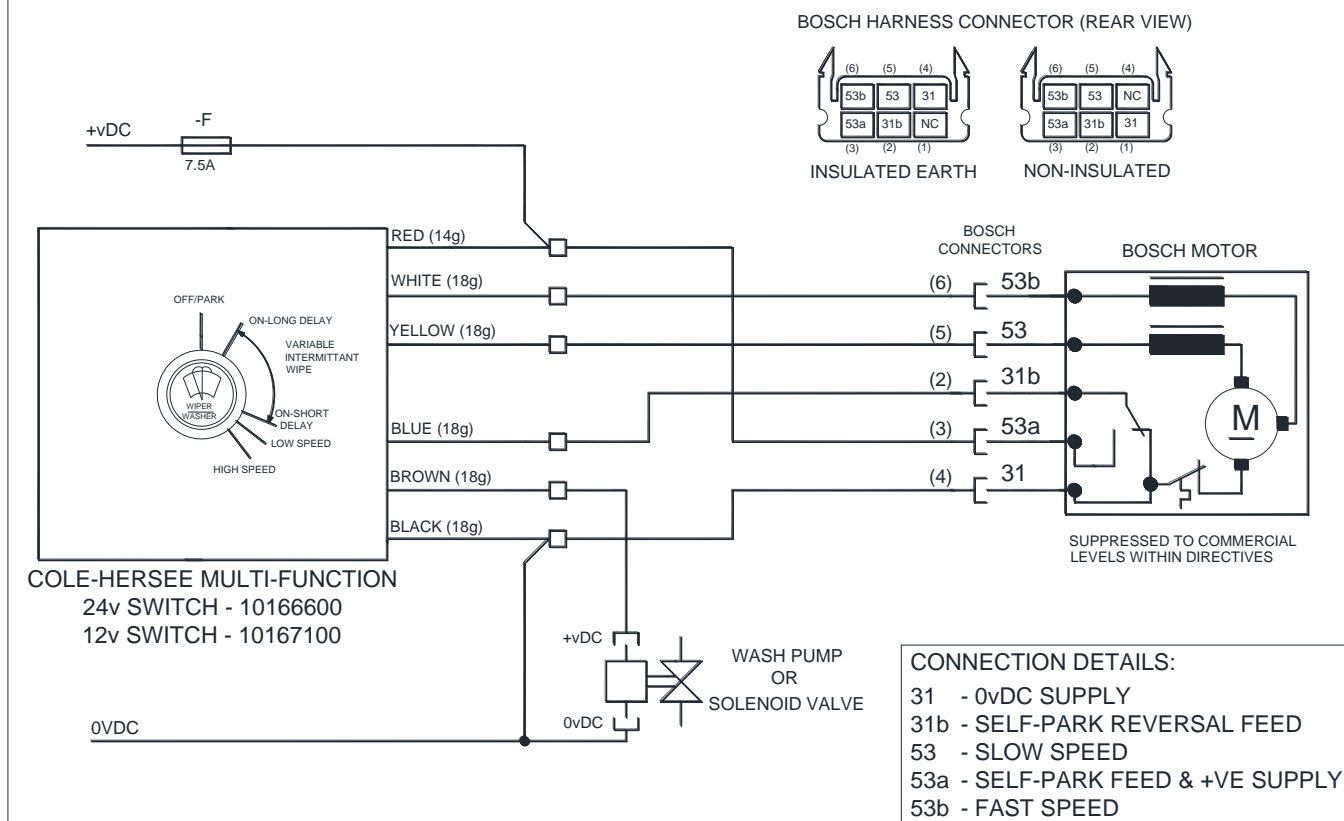 BOSCH HARNESS CONNECTOR (REAR VIEW)
(6) (5) (4)
53b 53 31
53a 31b NC
(3) (2) (1)
INSULATED EARTH
(6) (5) (4)
53b 53 NC
53a 31b 31
(3) (2) (1)
NON-INSULATED
+vDC
-F
7.5A
RED (14g)
WHITE (18g)
YELLOW (18g)
BLUE (18g)
BROWN (18g)
BLACK (18g)
OFF/PARK
ON-LONG DELAY
VARIABLE
INTERMITTANT
WIPE
WIPER
WASHER
ON-SHORT
DELAY
LOW SPEED
HIGH SPEED
COLE-HERSEE MULTI-FUNCTION
24v SWITCH - 10166600
12v SWITCH - 10167100
BOSCH
CONNECTORS
(6) 53b
(5) 53
(2) 31b
(3) 53a
(4) 31
BOSCH MOTOR
M
SUPPRESSED TO COMMERCIAL
LEVELS WITHIN DIRECTIVES
+vDC
WASH PUMP
OR
SOLENOID VALVE
0vDC
0VDC
CONNECTION DETAILS:
31 - 0vDC SUPPLY
31b - SELF-PARK REVERSAL FEED
53 - SLOW SPEED
53a - SELF-PARK FEED & +VE SUPPLY
53b - FAST SPEED